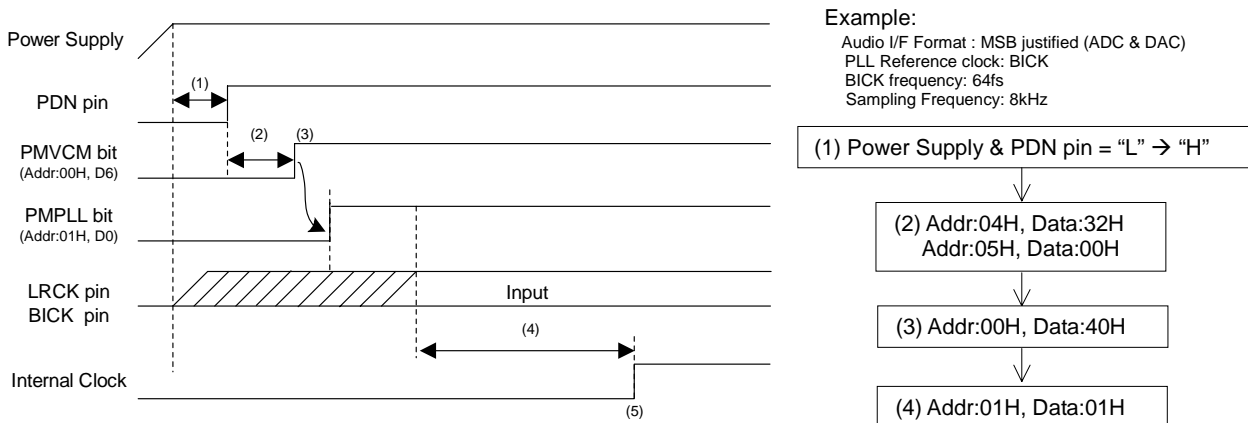 Power Supply
(1)
PDN pin
(2)
(3)
PMVCM bit
(Addr:00H, D6)
PMPLL bit
(Addr:01H, D0)
LRCK pin
BICK pin
Input
(4)
Internal Clock
(5)
Example:
Audio I/F Format : MSB justified (ADC & DAC)
PLL Reference clock: BICK
BICK frequency: 64fs
Sampling Frequency: 8kHz
(1) Power Supply & PDN pin = “L” → “H”
(2) Addr:04H, Data:32H
Addr:05H, Data:00H
(3) Addr:00H, Data:40H
(4) Addr:01H, Data:01H